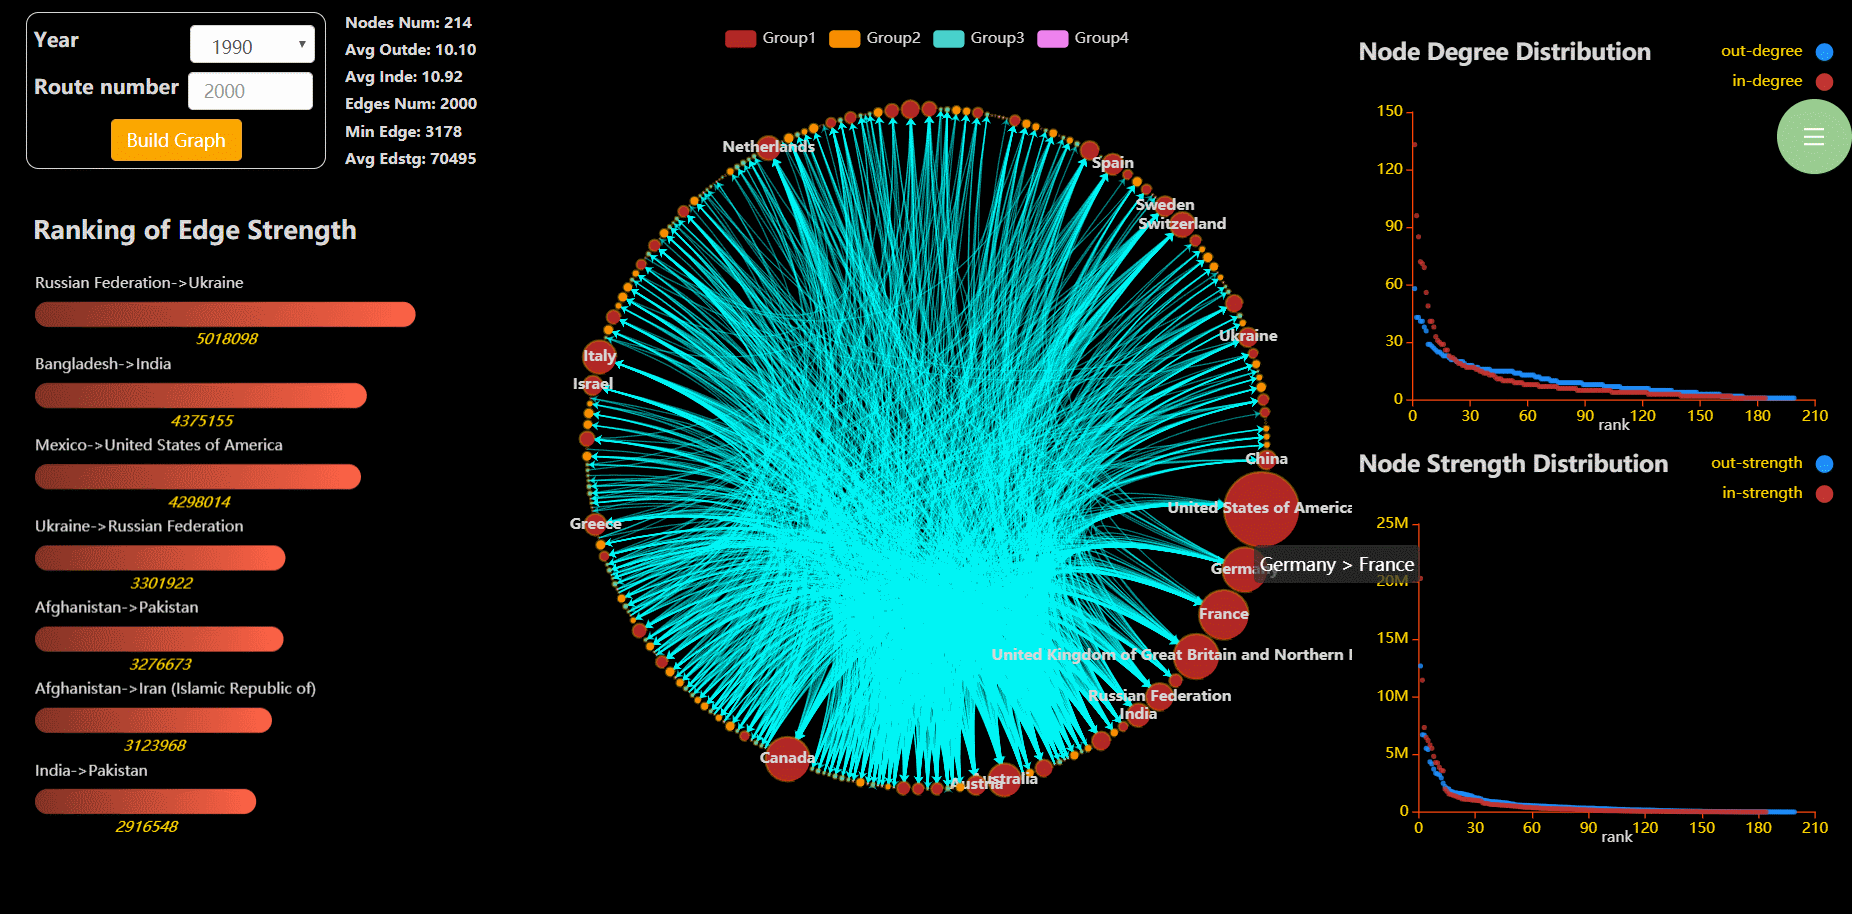 Year
1990
Route number
2000
Build Graph
Nodes Num: 214
Avg Outde: 10.10
Avg Inde: 10.92
Edges Num: 2000
Min Edge: 3178
Avg Edstg: 70495
Ranking of Edge Strength
Russian Federation->Ukraine
5018098
Bangladesh->India
4375155
Mexico->United States of America
4298014
Ukraine->Russian Federation
3301922
Afghanistan->Pakistan
3276673
Afghanistan->Iran (Islamic Republic of)
3123968
India->Pakistan
2916548
Group1 Group2 Group3 Group4
Netherlands
Spain
Sweden
Switzerland
Ukraine
Italy
Israel
China
United States of America
Greece
Germany
Germany > France
France
United Kingdom of Great Britain and Northern I
Russian Federation
India
Canada
Austria
Australia
Node Degree Distribution
out-degree
in-degree
150
120
90
60
30
0
0 30 60 90 120 150 180 210
rank
Node Strength Distribution
out-strength
in-strength
25M
20M
15M
10M
5M
0
0 30 60 90 120 150 180 210
rank